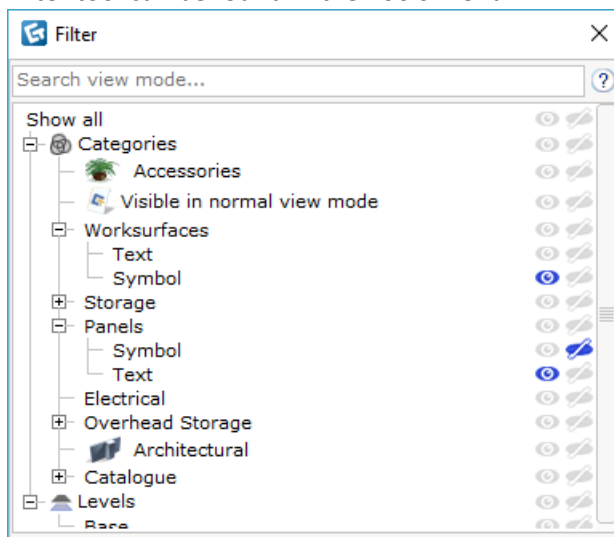 Filter
Search view mode...
?
Show all
Categories
Accessories
Visible in normal view mode
Worksurfaces
Text
Symbol
Storage
Panels
Symbol
Text
Electrical
Overhead Storage
Architectural
Catalogue
Levels
Base